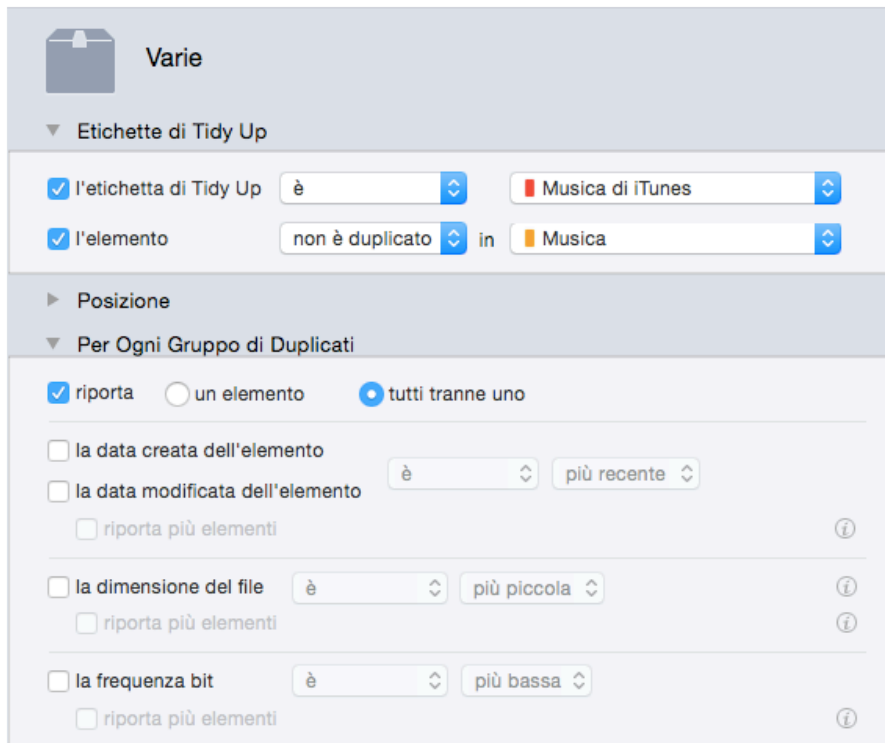 Varie
Etichette di Tidy Up
l'etichetta di Tidy Up è Musica di iTunes
l'elemento non è duplicato in Musica
Posizione
Per Ogni Gruppo di Duplicati
riporta un elemento tutti tranne uno
la data creata dell'elemento
è più recente
la data modificata dell'elemento
riporta più elementi
la dimensione del file è più piccola
riporta più elementi
la frequenza bit è più bassa
riporta più elementi